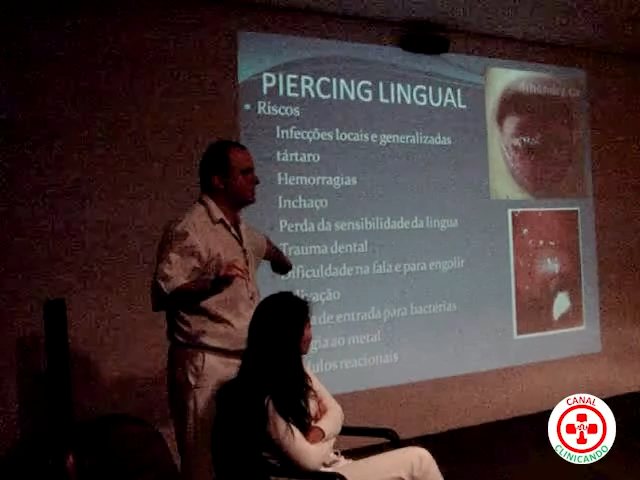 PIERCING LINGUAL
• Riscos
Infecções locais e generalizadas
tártaro
Hemorragias
Inchaço
Perda da sensibilidade da lingua
Trauma dental
Dificuldade na fala e para engolir
de entrada para bactérias
ao metal
reacionais
CANAL
CLINICANDO